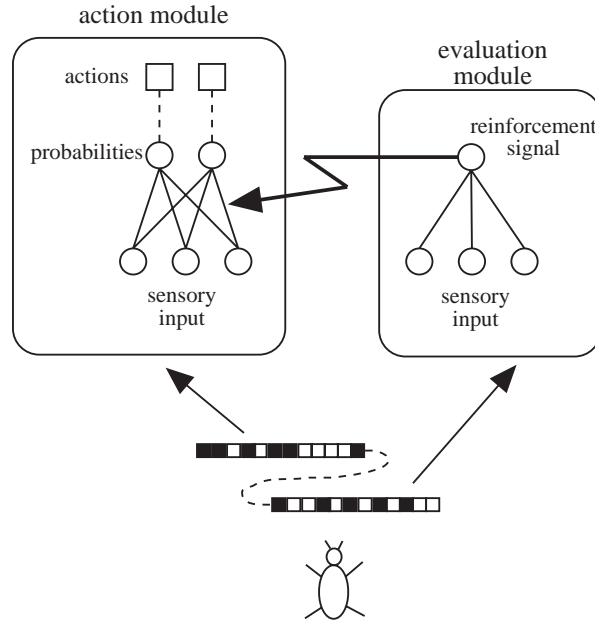 action module
actions
probabilities
sensory
input
evaluation
module
reinforcement
signal
sensory
input